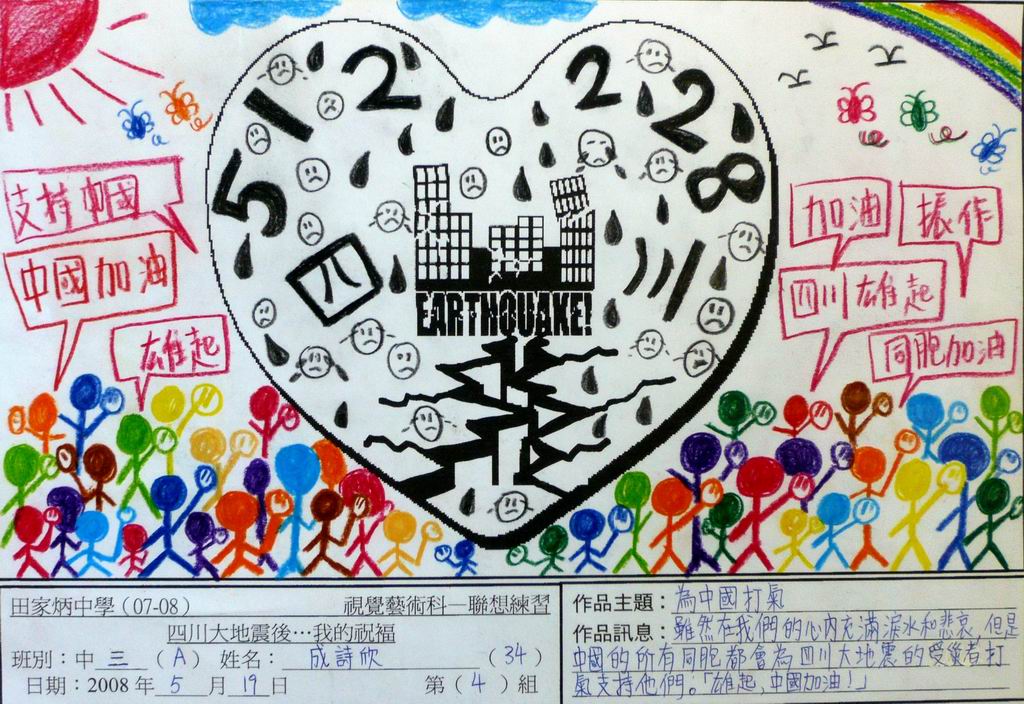 512 228
四川
EARTHQUAKE!
支持中國
中國加油
雄起
加油
振作
四川雄起
同胞加油
田家炳中學(07-08) 視覺藝術科—聯想練習
四川大地震後…我的祝福
班別:中 三 (A) 姓名: 成詩欣 (34)
日期:2008年 5 月 19 日 第(4)組
作品主題:為中國打氣
作品訊息:雖然在我們的心內充滿淚水和悲哀,但是
中國的所有同胞都會為四川大地震的受災者打
氣支持他們。「雄起,中國加油!」